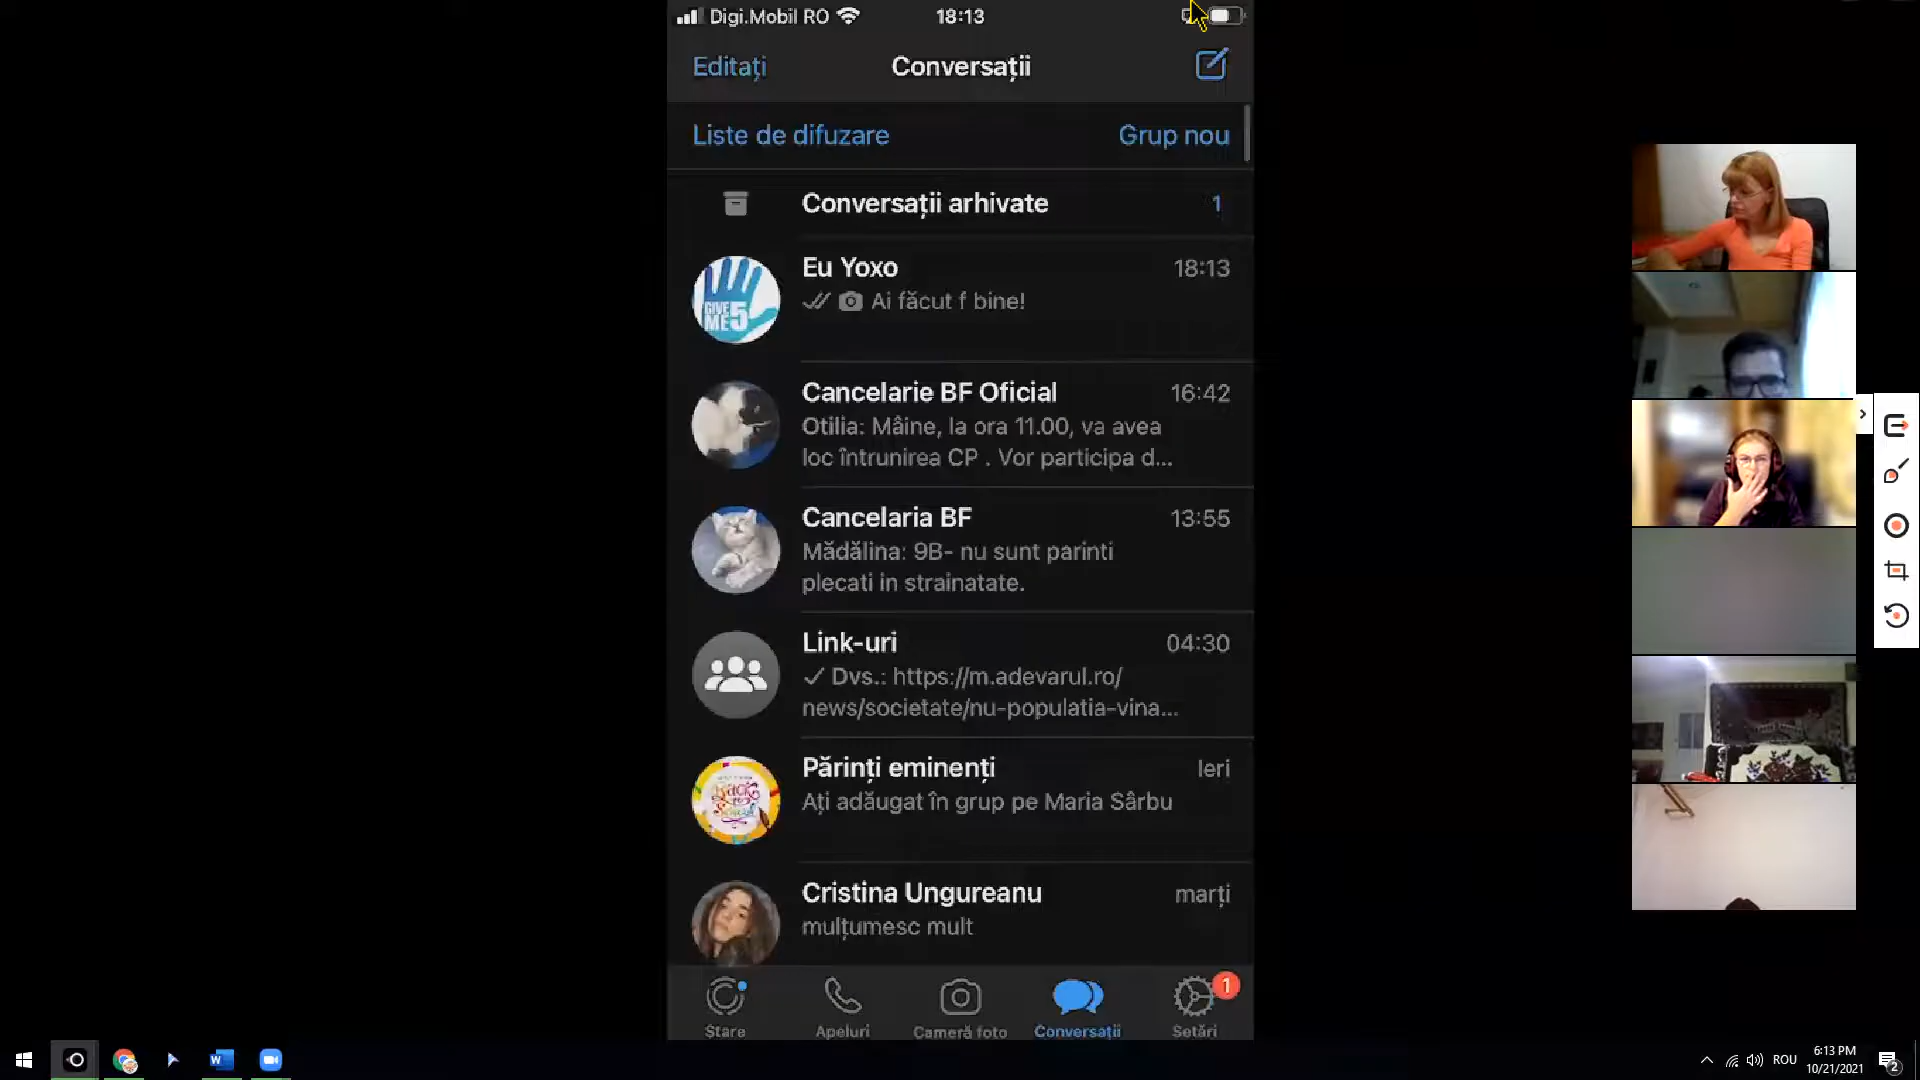 Digi.Mobil RO
18:13
Editați
Conversații
Liste de difuzare
Grup nou
Conversații arhivate
1
Eu Yoxo
18:13
Ai făcut f bine!
GIVE
ME 5
Cancelarie BF Oficial
16:42
Otilia: Mâine, la ora 11.00, va avea
loc întrunirea CP . Vor participa d...
Cancelaria BF
13:55
Mădălina: 9B- nu sunt parinti
plecati in strainatate.
Link-uri
04:30
Dvs.: https://m.adevarul.ro/
news/societate/nu-populatia-vina...
Părinți eminenți
Ieri
Ați adăugat în grup pe Maria Sârbu
Cristina Ungureanu
marți
mulțumesc mult
1
Stare
Apeluri
Cameră foto
Conversații
Setări
ROU
6:13 PM
10/21/2021
2